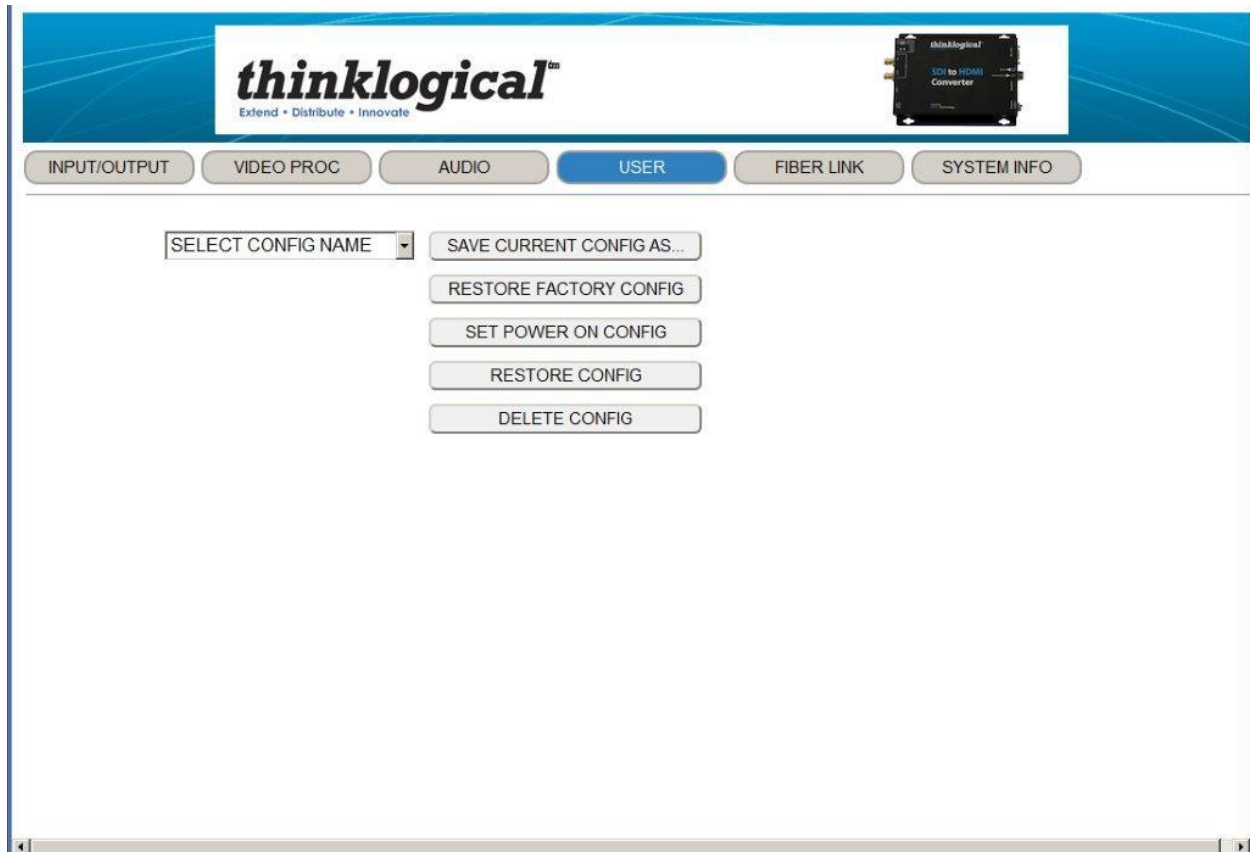 thinklogical™
Extend • Distribute • Innovate
thinklogical
SDI to HDMI
Converter
INPUT/OUTPUT VIDEO PROC AUDIO USER FIBER LINK SYSTEM INFO
SELECT CONFIG NAME SAVE CURRENT CONFIG AS...
RESTORE FACTORY CONFIG
SET POWER ON CONFIG
RESTORE CONFIG
DELETE CONFIG